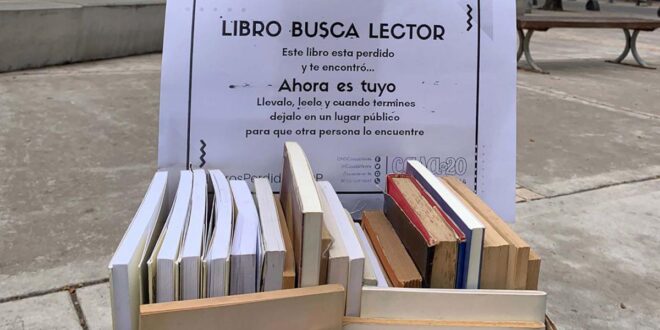 LIBRO BUSCA LECTOR
Este libro esta perdido
y te encontró...
Ahora es tuyo
Llevalo, leelo y cuando termines
dejalo en un lugar público
para que otra persona lo encuentre